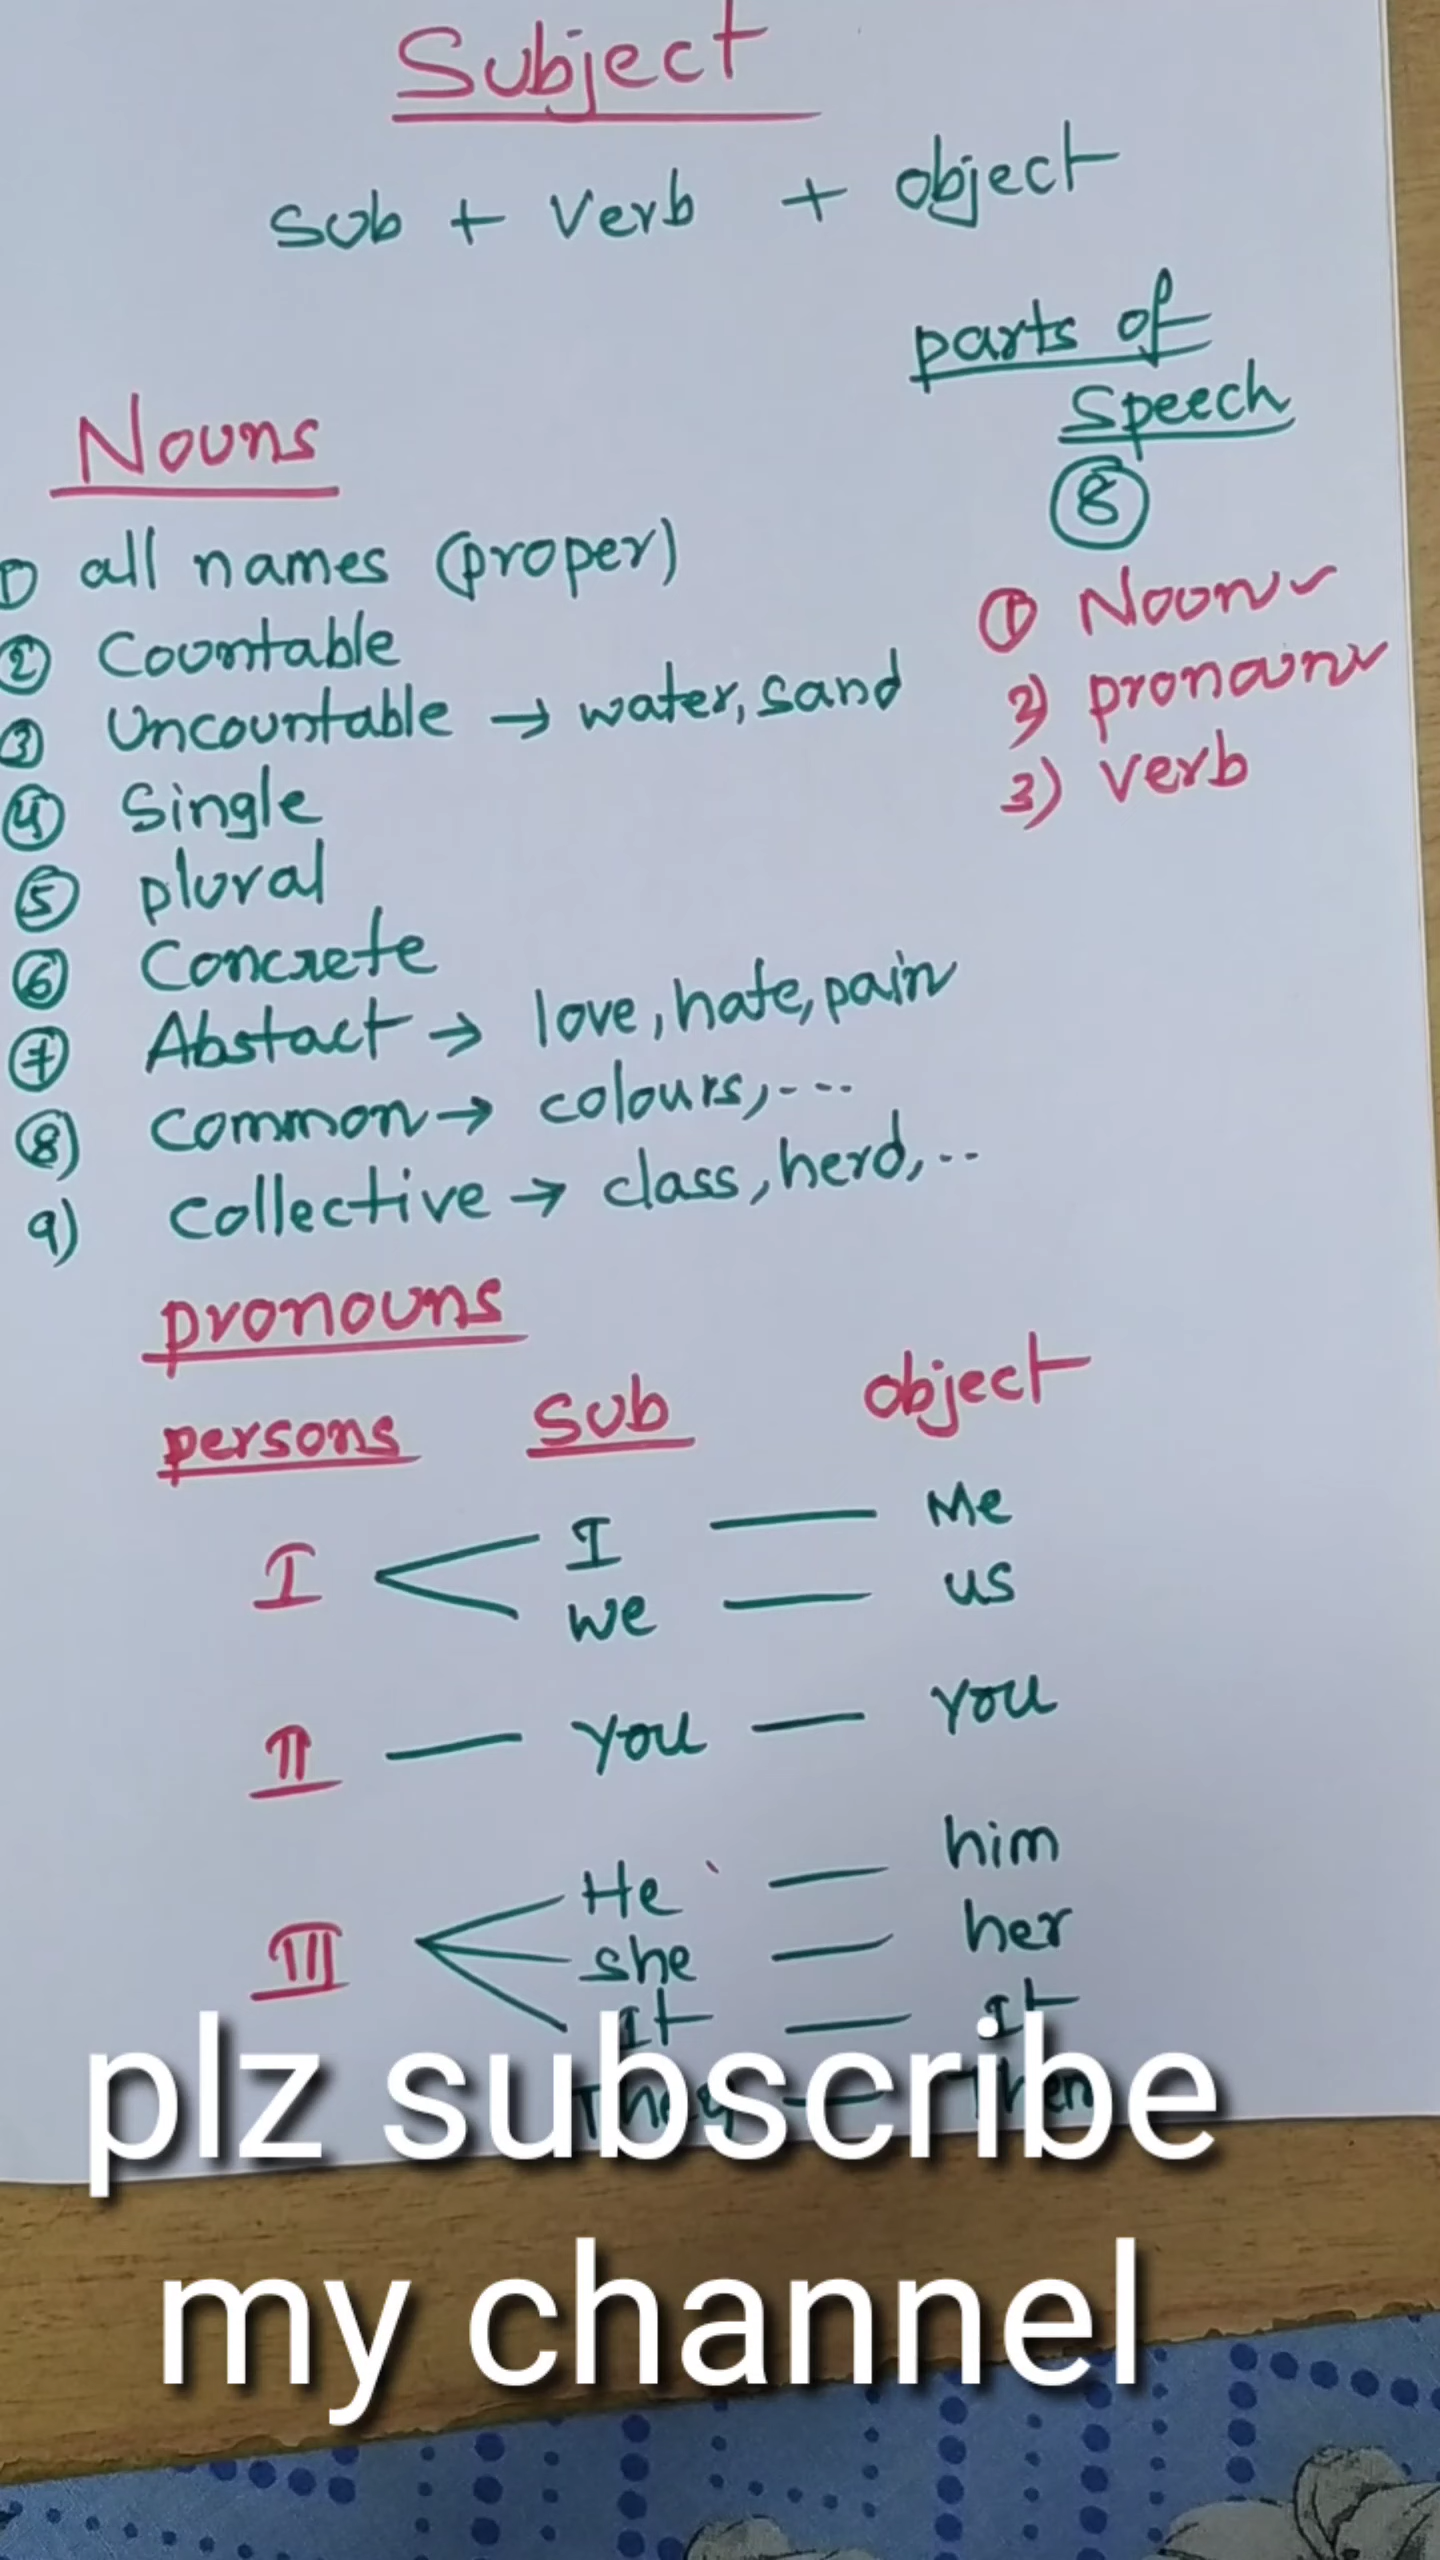 Subject
Sub + Verb + object
parts of
Speech
8
① Noun
2) pronoun
3) verb
Nouns
① all names (proper)
② Countable
③ Uncountable → water, sand
④ Single
⑤ plural
⑥ Concrete
⑦ Abstact → love, hate, pain
⑧ Common → colours, ----
9) Collective → class, herd, --
pronouns
persons sub object
I I — Me
we — us
II — You — you
III He — him
she — her
It — It
They — Them
plz subscribe
my channel